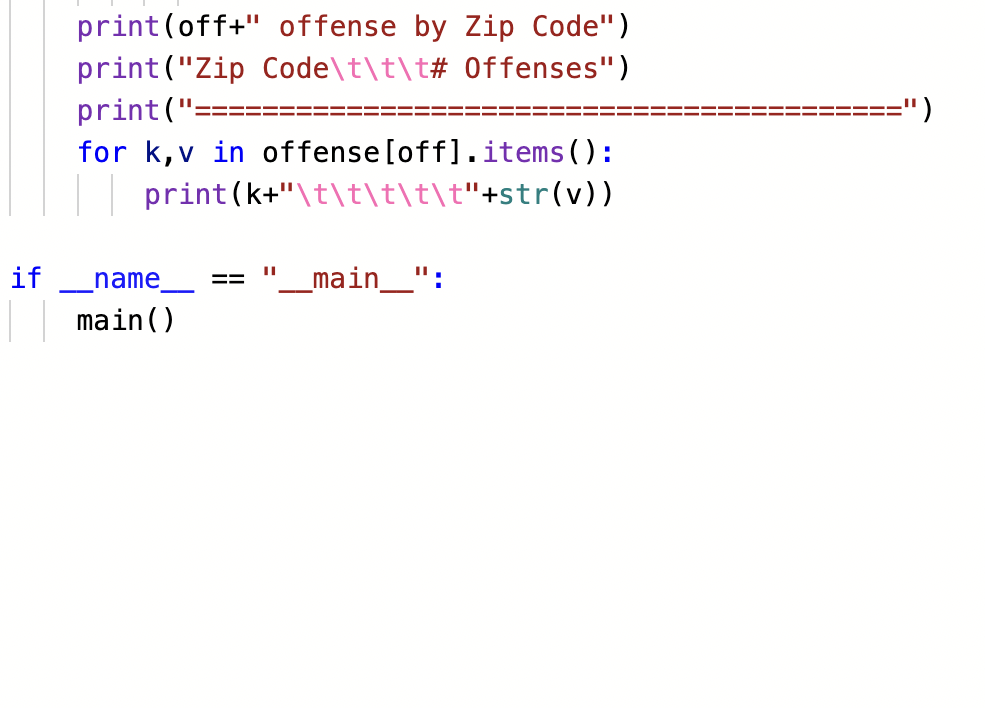 print(off+" offense by Zip Code")
    print("Zip Code\t\t\t# Offenses")
    print("==========================================")
    for k,v in offense[off].items():
        print(k+"\t\t\t\t\t"+str(v))

if __name__ == "__main__":
    main()